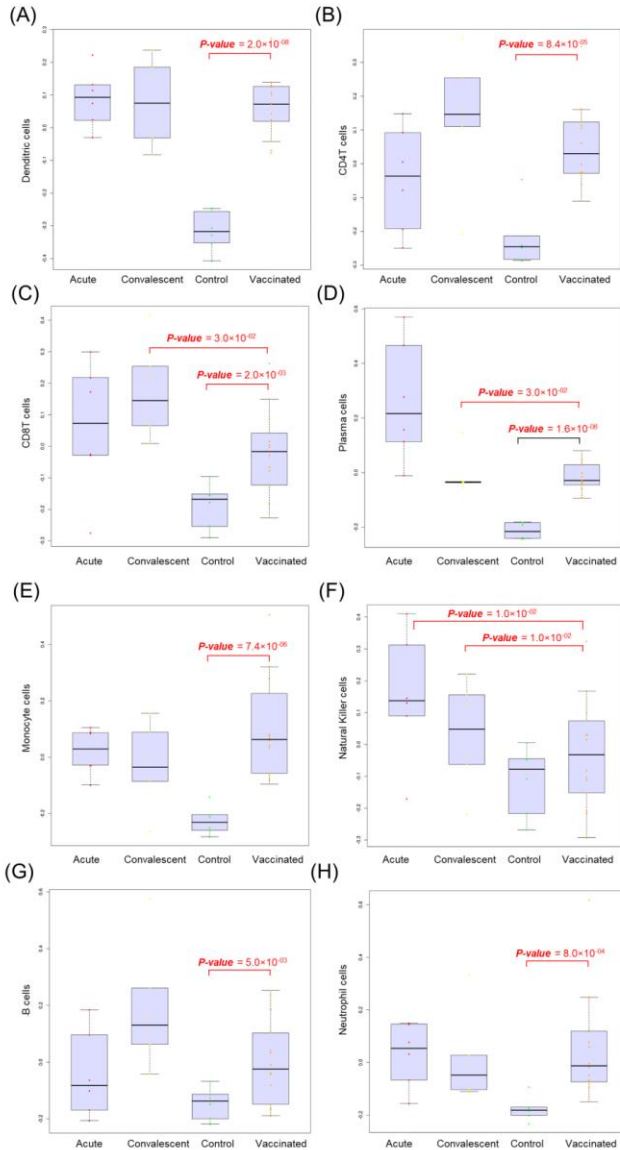 (A)
P-value = 2.0×10⁻⁰⁸
Denditric cells
Acute Convalescent Control Vaccinated
(B)
P-value = 8.4×10⁻⁰⁵
CD4T cells
Acute Convalescent Control Vaccinated
(C)
P-value = 3.0×10⁻⁰²
P-value = 2.0×10⁻⁰³
CD8T cells
Acute Convalescent Control Vaccinated
(D)
P-value = 3.0×10⁻⁰²
P-value = 1.6×10⁻⁰⁶
Plasma cells
Acute Convalescent Control Vaccinated
(E)
P-value = 7.4×10⁻⁰⁶
Monocyte cells
Acute Convalescent Control Vaccinated
(F)
P-value = 1.0×10⁻⁰²
P-value = 1.0×10⁻⁰²
Natural Killer cells
Acute Convalescent Control Vaccinated
(G)
P-value = 5.0×10⁻⁰³
B cells
Acute Convalescent Control Vaccinated
(H)
P-value = 8.0×10⁻⁰⁴
Neutrophil cells
Acute Convalescent Control Vaccinated